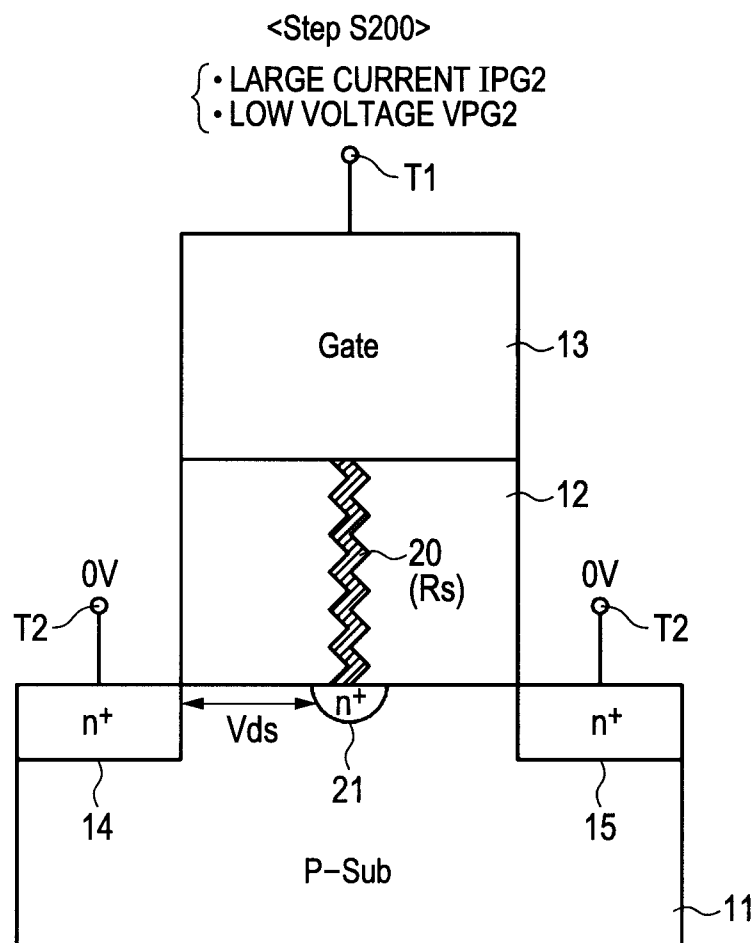 <Step S200>
• LARGE CURRENT IPG2
• LOW VOLTAGE VPG2
T1
Gate
13
12
20
(Rs)
0V
T2
0V
T2
n+
Vds
n+
n+
14
21
15
P-Sub
11